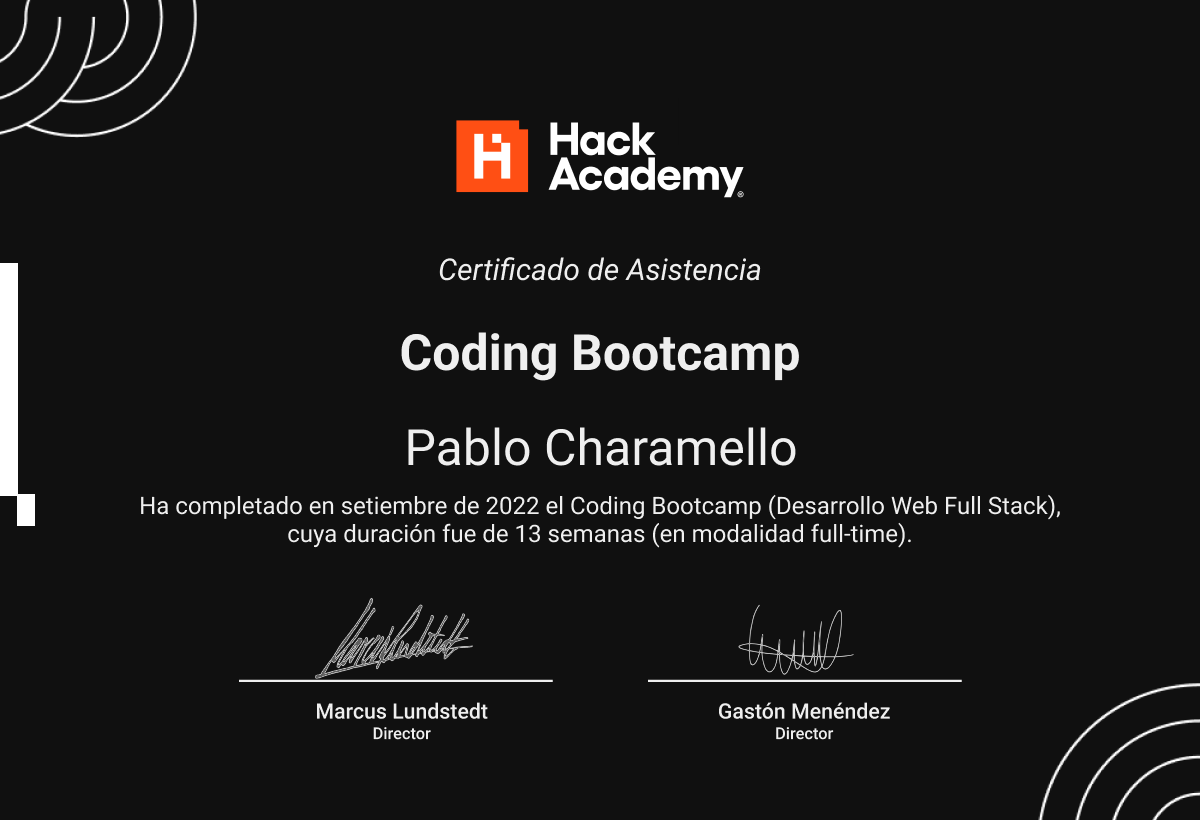 Hack
Academy®
Certificado de Asistencia
Coding Bootcamp
Pablo Charamello
Ha completado en setiembre de 2022 el Coding Bootcamp (Desarrollo Web Full Stack),
cuya duración fue de 13 semanas (en modalidad full-time).
Marcus Lundstedt
Marcus Lundstedt
Director
Gastón Menéndez
Director